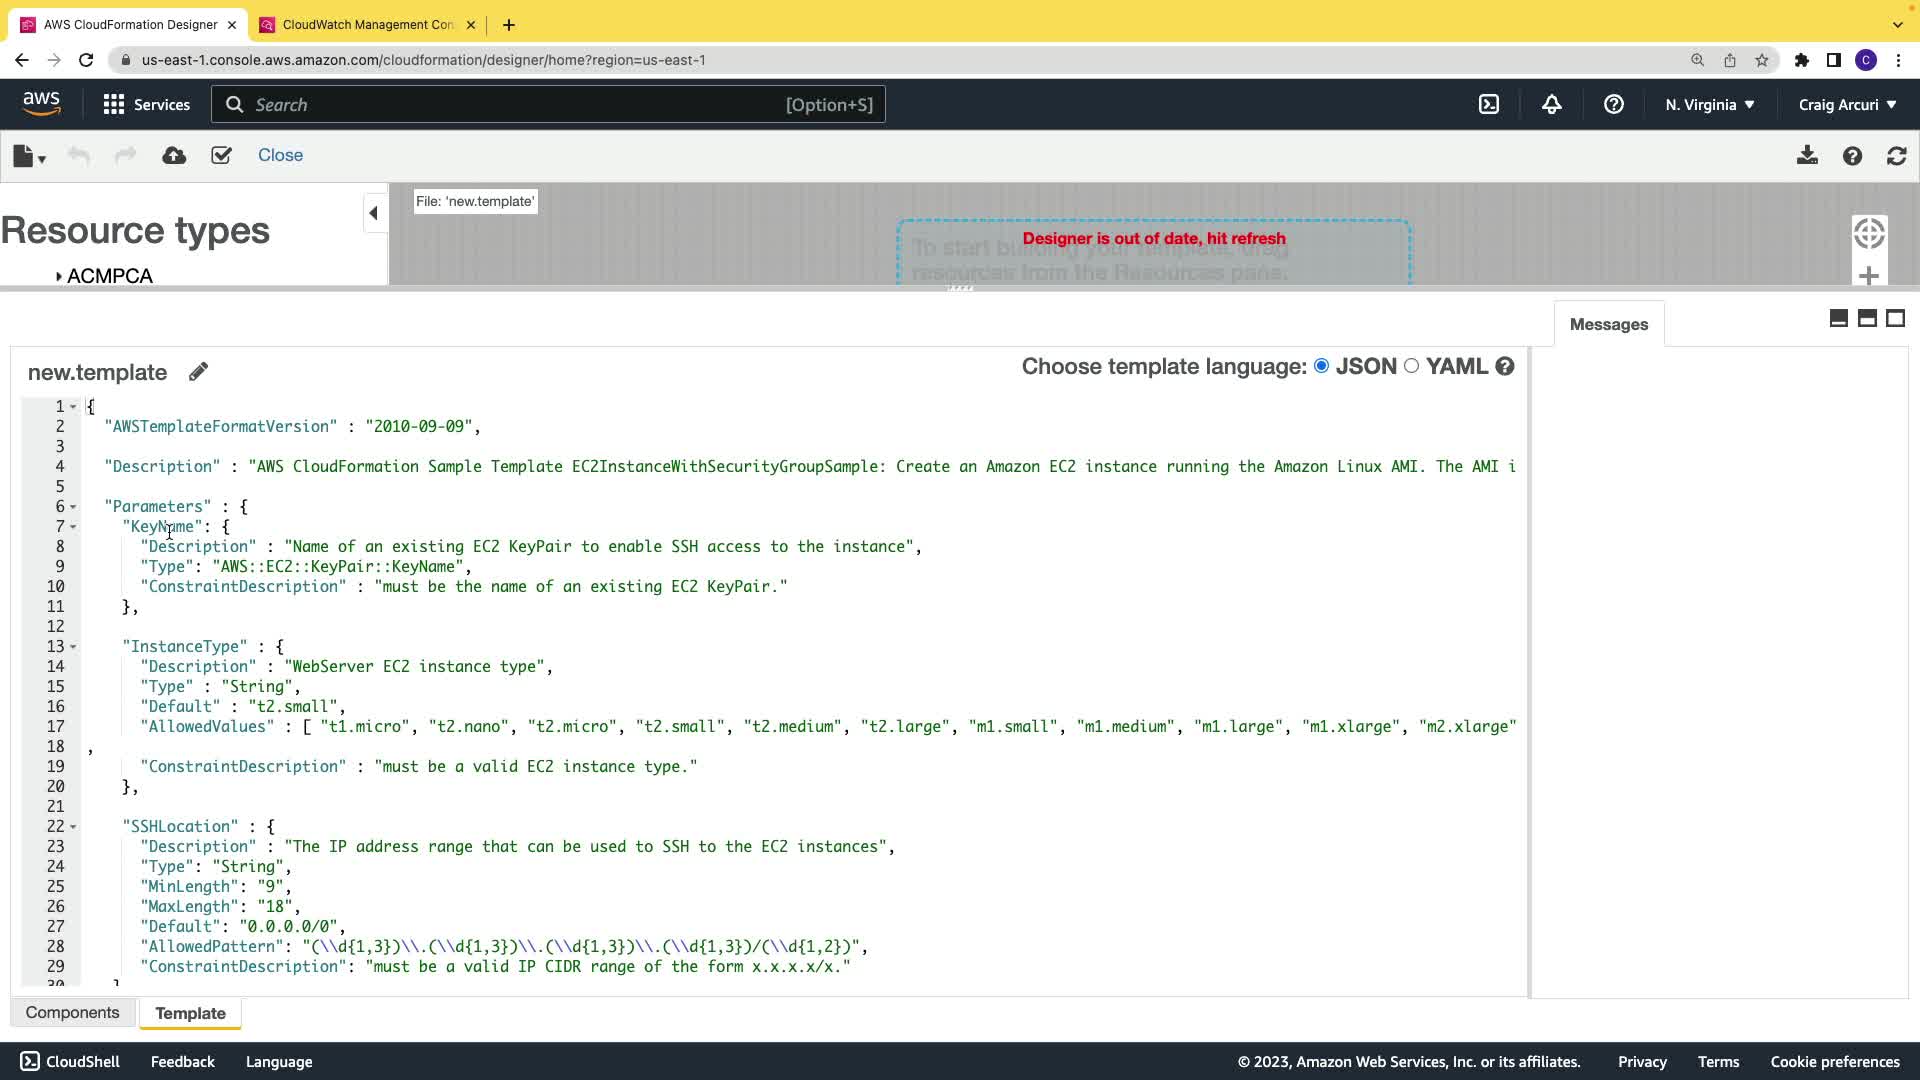 AWS CloudFormation Designer
CloudWatch Management Con
us-east-1.console.aws.amazon.com/cloudformation/designer/home?region=us-east-1
C
aws
Services
Search
[Option+S]
N. Virginia
Craig Arcuri
Close
Resource types
ACMPCA
File: 'new.template'
Designer is out of date, hit refresh
To start building your template, drag
resources from the Resources pane.
Messages
new.template
Choose template language: JSON YAML
1 {
2 "AWSTemplateFormatVersion" : "2010-09-09",
3
4 "Description" : "AWS CloudFormation Sample Template EC2InstanceWithSecurityGroupSample: Create an Amazon EC2 instance running the Amazon Linux AMI. The AMI i
5
6 "Parameters" : {
7 "KeyName": {
8 "Description" : "Name of an existing EC2 KeyPair to enable SSH access to the instance",
9 "Type": "AWS::EC2::KeyPair::KeyName",
10 "ConstraintDescription" : "must be the name of an existing EC2 KeyPair."
11 },
12
13 "InstanceType" : {
14 "Description" : "WebServer EC2 instance type",
15 "Type" : "String",
16 "Default" : "t2.small",
17 "AllowedValues" : [ "t1.micro", "t2.nano", "t2.micro", "t2.small", "t2.medium", "t2.large", "m1.small", "m1.medium", "m1.large", "m1.xlarge", "m2.xlarge"
18 ,
19 "ConstraintDescription" : "must be a valid EC2 instance type."
20 },
21
22 "SSHLocation" : {
23 "Description" : "The IP address range that can be used to SSH to the EC2 instances",
24 "Type": "String",
25 "MinLength": "9",
26 "MaxLength": "18",
27 "Default": "0.0.0.0/0",
28 "AllowedPattern": "(\\d{1,3})\\.(\\d{1,3})\\.(\\d{1,3})\\.(\\d{1,3})/(\\d{1,2})",
29 "ConstraintDescription": "must be a valid IP CIDR range of the form x.x.x.x/x."
30 }
Components
Template
CloudShell
Feedback
Language
© 2023, Amazon Web Services, Inc. or its affiliates.
Privacy
Terms
Cookie preferences